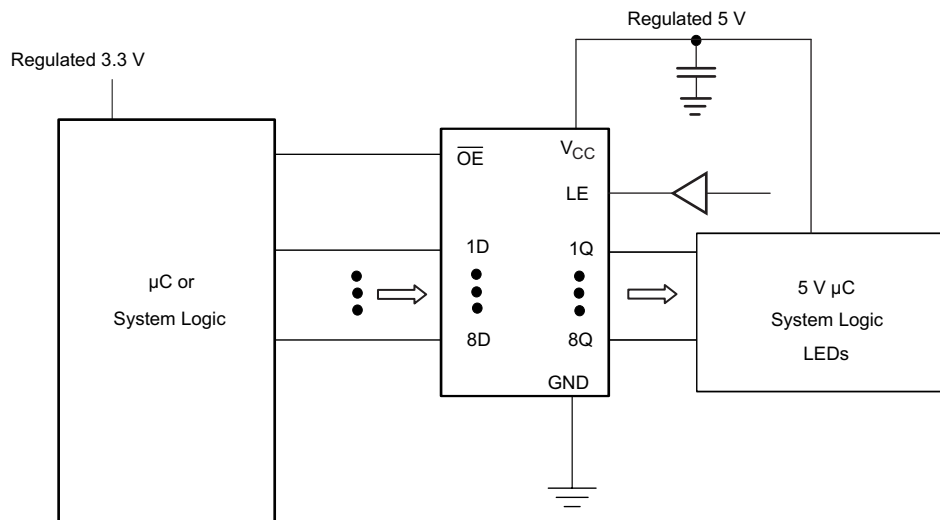 Regulated 5 V
Regulated 3.3 V
µC or
System Logic
OE
VCC
LE
1D
1Q
8D
8Q
GND
5 V µC
System Logic
LEDs